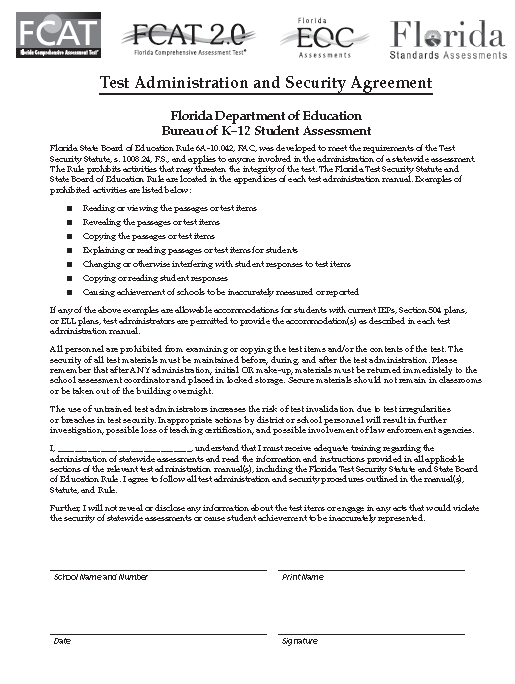 FCAT
Florida Comprehensive Assessment Test®
FCAT 2.0
Florida Comprehensive Assessment Test®
Florida
EOC
Assessments
Florida
Standards Assessments
Test Administration and Security Agreement
Florida Department of Education
Bureau of K–12 Student Assessment
Florida State Board of Education Rule 6A-10.042, FAC, was developed to meet the requirements of the Test
Security Statute, s. 1008.24, F.S., and applies to anyone involved in the administration of a statewide assessment.
The Rule prohibits activities that may threaten the integrity of the test. The Florida Test Security Statute and
State Board of Education Rule are located in the appendices of each test administration manual. Examples of
prohibited activities are listed below:
■ Reading or viewing the passages or test items
■ Revealing the passages or test items
■ Copying the passages or test items
■ Explaining or reading passages or test items for students
■ Changing or otherwise interfering with student responses to test items
■ Copying or reading student responses
■ Causing achievement of schools to be inaccurately measured or reported
If any of the above examples are allowable accommodations for students with current IEPs, Section 504 plans,
or ELL plans, test administrators are permitted to provide the accommodation(s) as described in each test
administration manual.
All personnel are prohibited from examining or copying the test items and/or the contents of the test. The
security of all test materials must be maintained before, during, and after the test administration. Please
remember that after ANY administration, initial OR make-up, materials must be returned immediately to the
school assessment coordinator and placed in locked storage. Secure materials should not remain in classrooms
or be taken out of the building overnight.
The use of untrained test administrators increases the risk of test invalidation due to test irregularities
or breaches in test security. Inappropriate actions by district or school personnel will result in further
investigation, possible loss of teaching certification, and possible involvement of law enforcement agencies.
I, ____________________________, understand that I must receive adequate training regarding the
administration of statewide assessments and read the information and instructions provided in all applicable
sections of the relevant test administration manual(s), including the Florida Test Security Statute and State Board
of Education Rule. I agree to follow all test administration and security procedures outlined in the manual(s),
Statute, and Rule.
Further, I will not reveal or disclose any information about the test items or engage in any acts that would violate
the security of statewide assessments or cause student achievement to be inaccurately represented.
School Name and Number
Print Name
Date
Signature